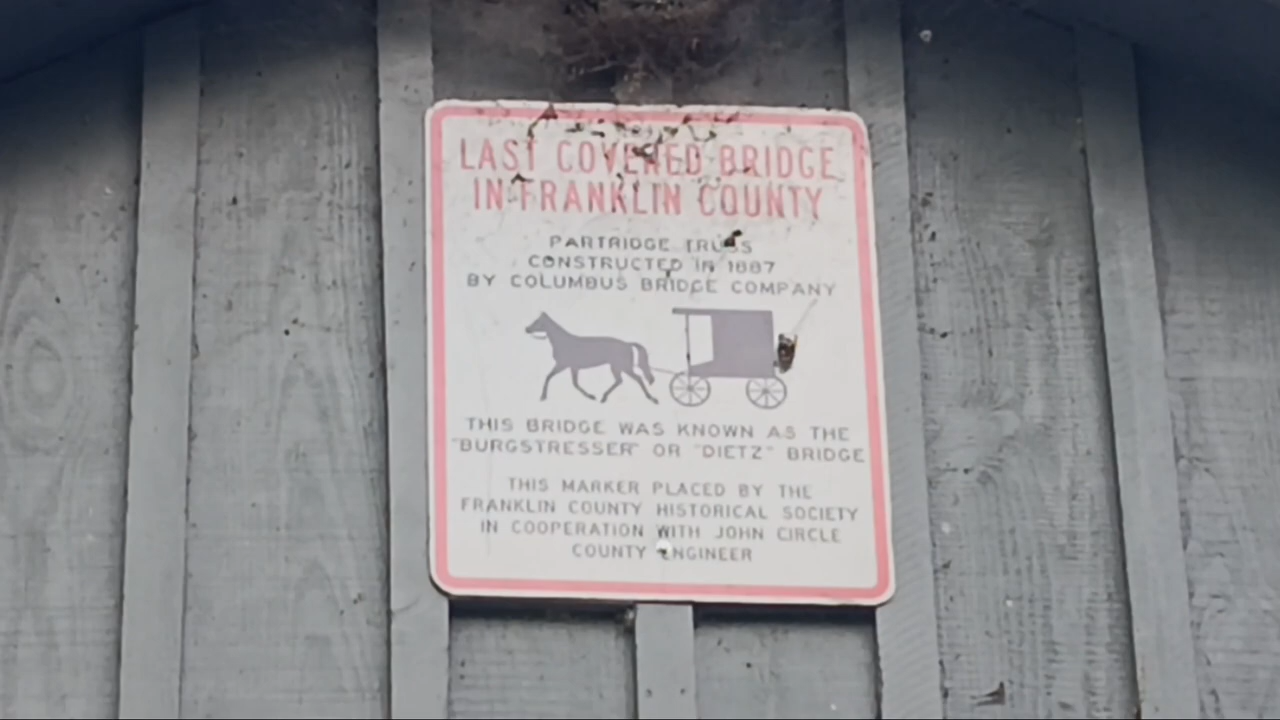 LAST COVERED BRIDGE
IN FRANKLIN COUNTY
PARTRIDGE TRUSS
CONSTRUCTED IN 1887
BY COLUMBUS BRIDGE COMPANY
THIS BRIDGE WAS KNOWN AS THE
"BURGSTRESSER" OR "DIETZ" BRIDGE
THIS MARKER PLACED BY THE
FRANKLIN COUNTY HISTORICAL SOCIETY
IN COOPERATION WITH JOHN CIRCLE
COUNTY ENGINEER